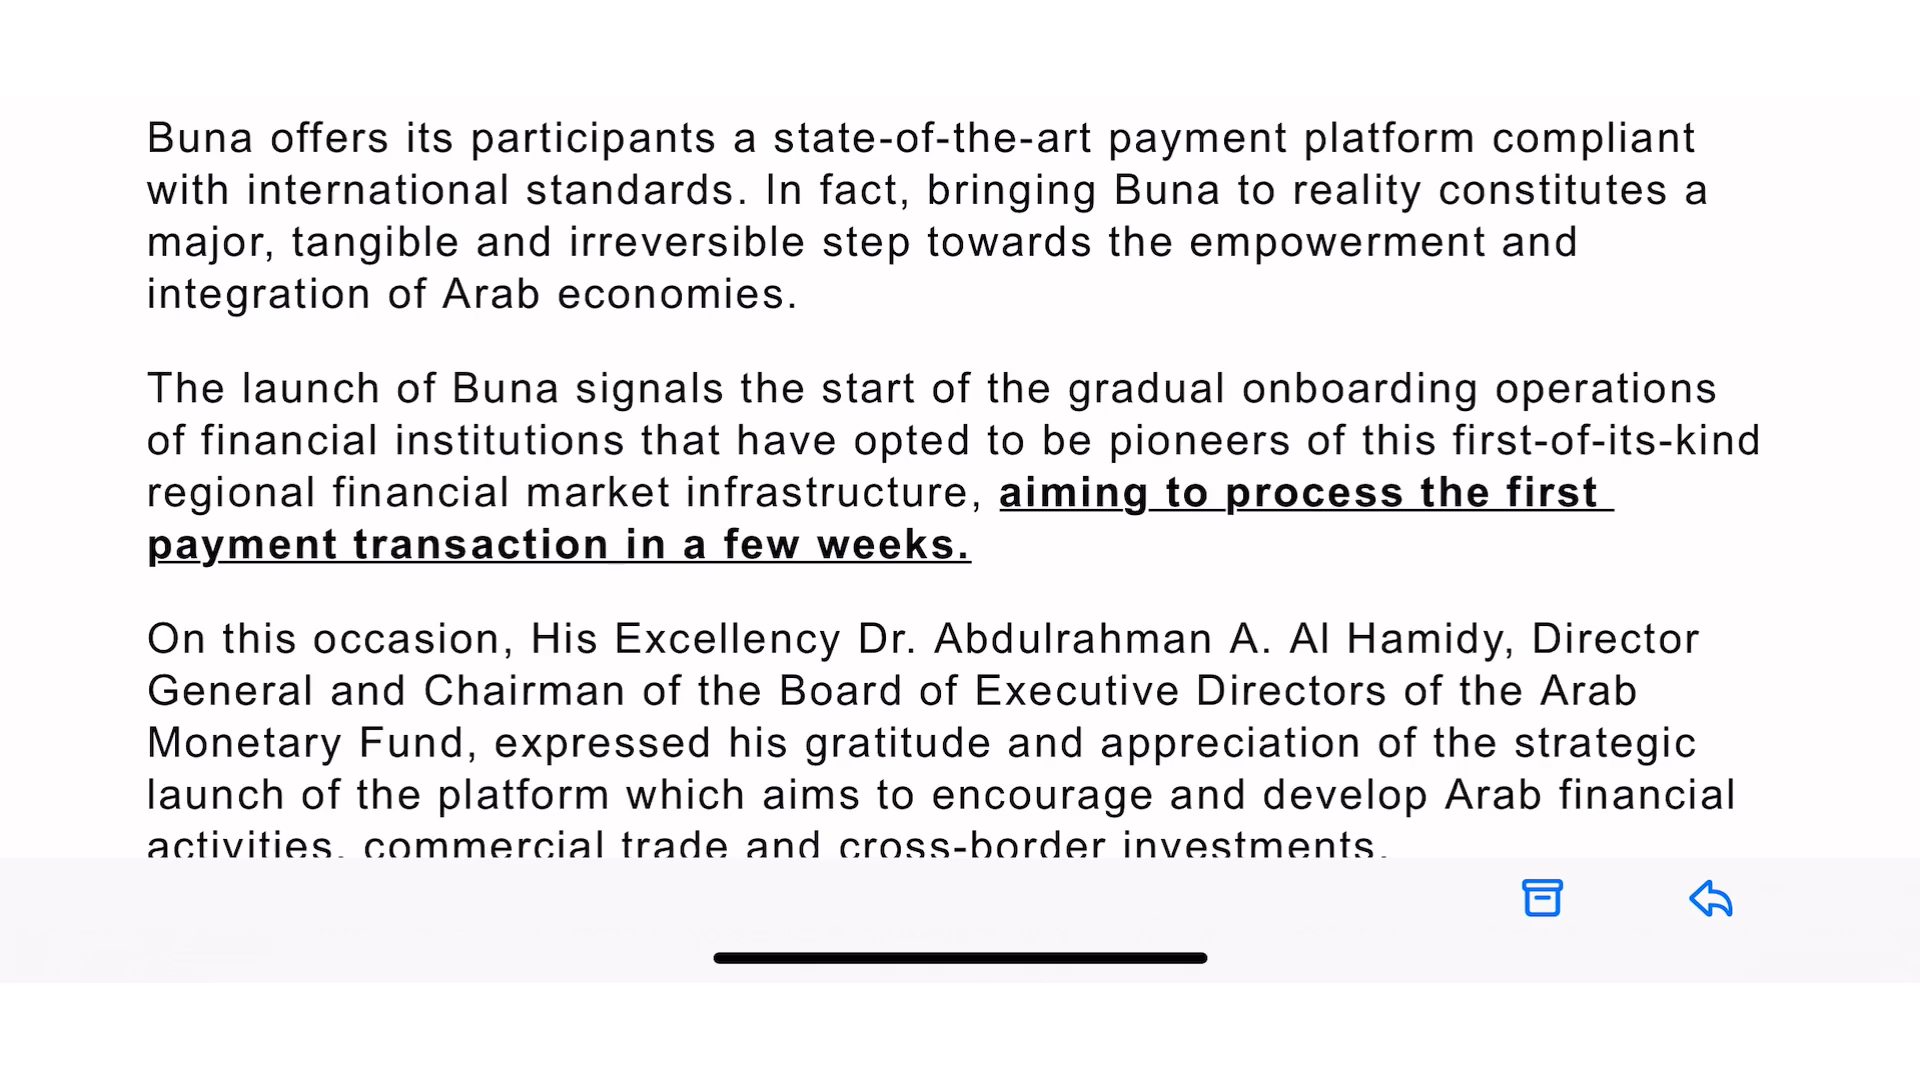 Buna offers its participants a state-of-the-art payment platform compliant
with international standards. In fact, bringing Buna to reality constitutes a
major, tangible and irreversible step towards the empowerment and
integration of Arab economies.
The launch of Buna signals the start of the gradual onboarding operations
of financial institutions that have opted to be pioneers of this first-of-its-kind
regional financial market infrastructure, aiming to process the first
payment transaction in a few weeks.
On this occasion, His Excellency Dr. Abdulrahman A. Al Hamidy, Director
General and Chairman of the Board of Executive Directors of the Arab
Monetary Fund, expressed his gratitude and appreciation of the strategic
launch of the platform which aims to encourage and develop Arab financial
activities, commercial trade and cross-border investments.